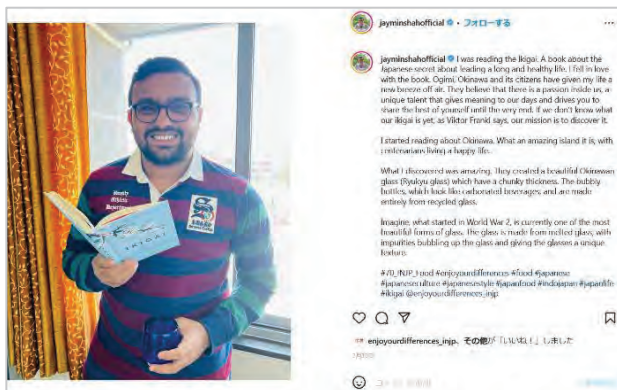 jayminshahofficial • フォローする
jayminshahofficial I was reading the Ikigai. A book about the
Japanese secret about leading a long and healthy life. I fell in love
with the book. Ogimi, Okinawa and its citizens have given my life a
new breeze off air. They believe that there is a passion inside us, a
unique talent that gives meaning to our days and drives you to
share the best of yourself until the very end. If we don't know what
our ikigai is yet, as Viktor Frankl says, our mission is to discover it.
I started reading about Okinawa. What an amazing island it is, with
centenarians living a happy life.
What I discovered was amazing. They created a beautiful Okinawan
glass (Ryukyu glass) which have a chunky thickness. The bubbly
bottles, which look like carbonated beverages, and are made
entirely from recycled glass.
Imagine, what started in World War 2, is currently one of the most
beautiful forms of glass. The glass is made from melted glass, with
impurities bubbling up the glass and giving the glasses a unique
texture.
#70_INJP_Food #enjoyourdifferences #food #japanese
#japaneseculture #japanesestyle #japanfood #indojapan #japanlife
#ikigai @enjoyourdifferences_injp
enjoyourdifferences_injp、その他が「いいね！」しました
IKIGAI